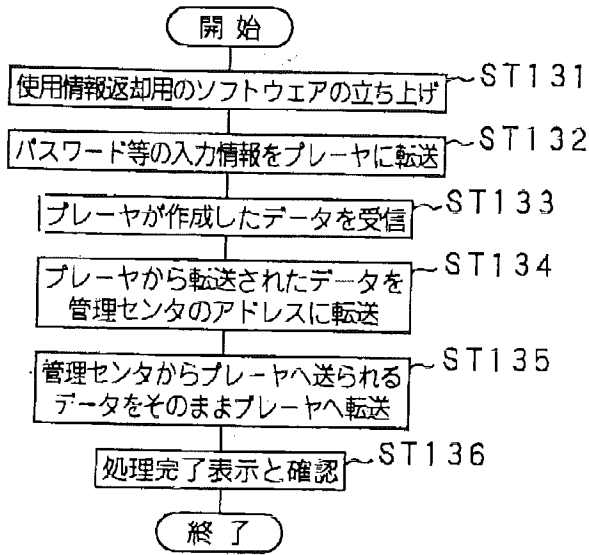 開始
使用情報返却用のソフトウェアの立ち上げ ST131
パスワード等の入力情報をプレーヤに転送 ST132
プレーヤが作成したデータを受信 ST133
プレーヤから転送されたデータを ST134
管理センタのアドレスに転送
管理センタからプレーヤへ送られる ST135
データをそのままプレーヤへ転送
処理完了表示と確認 ST136
終了